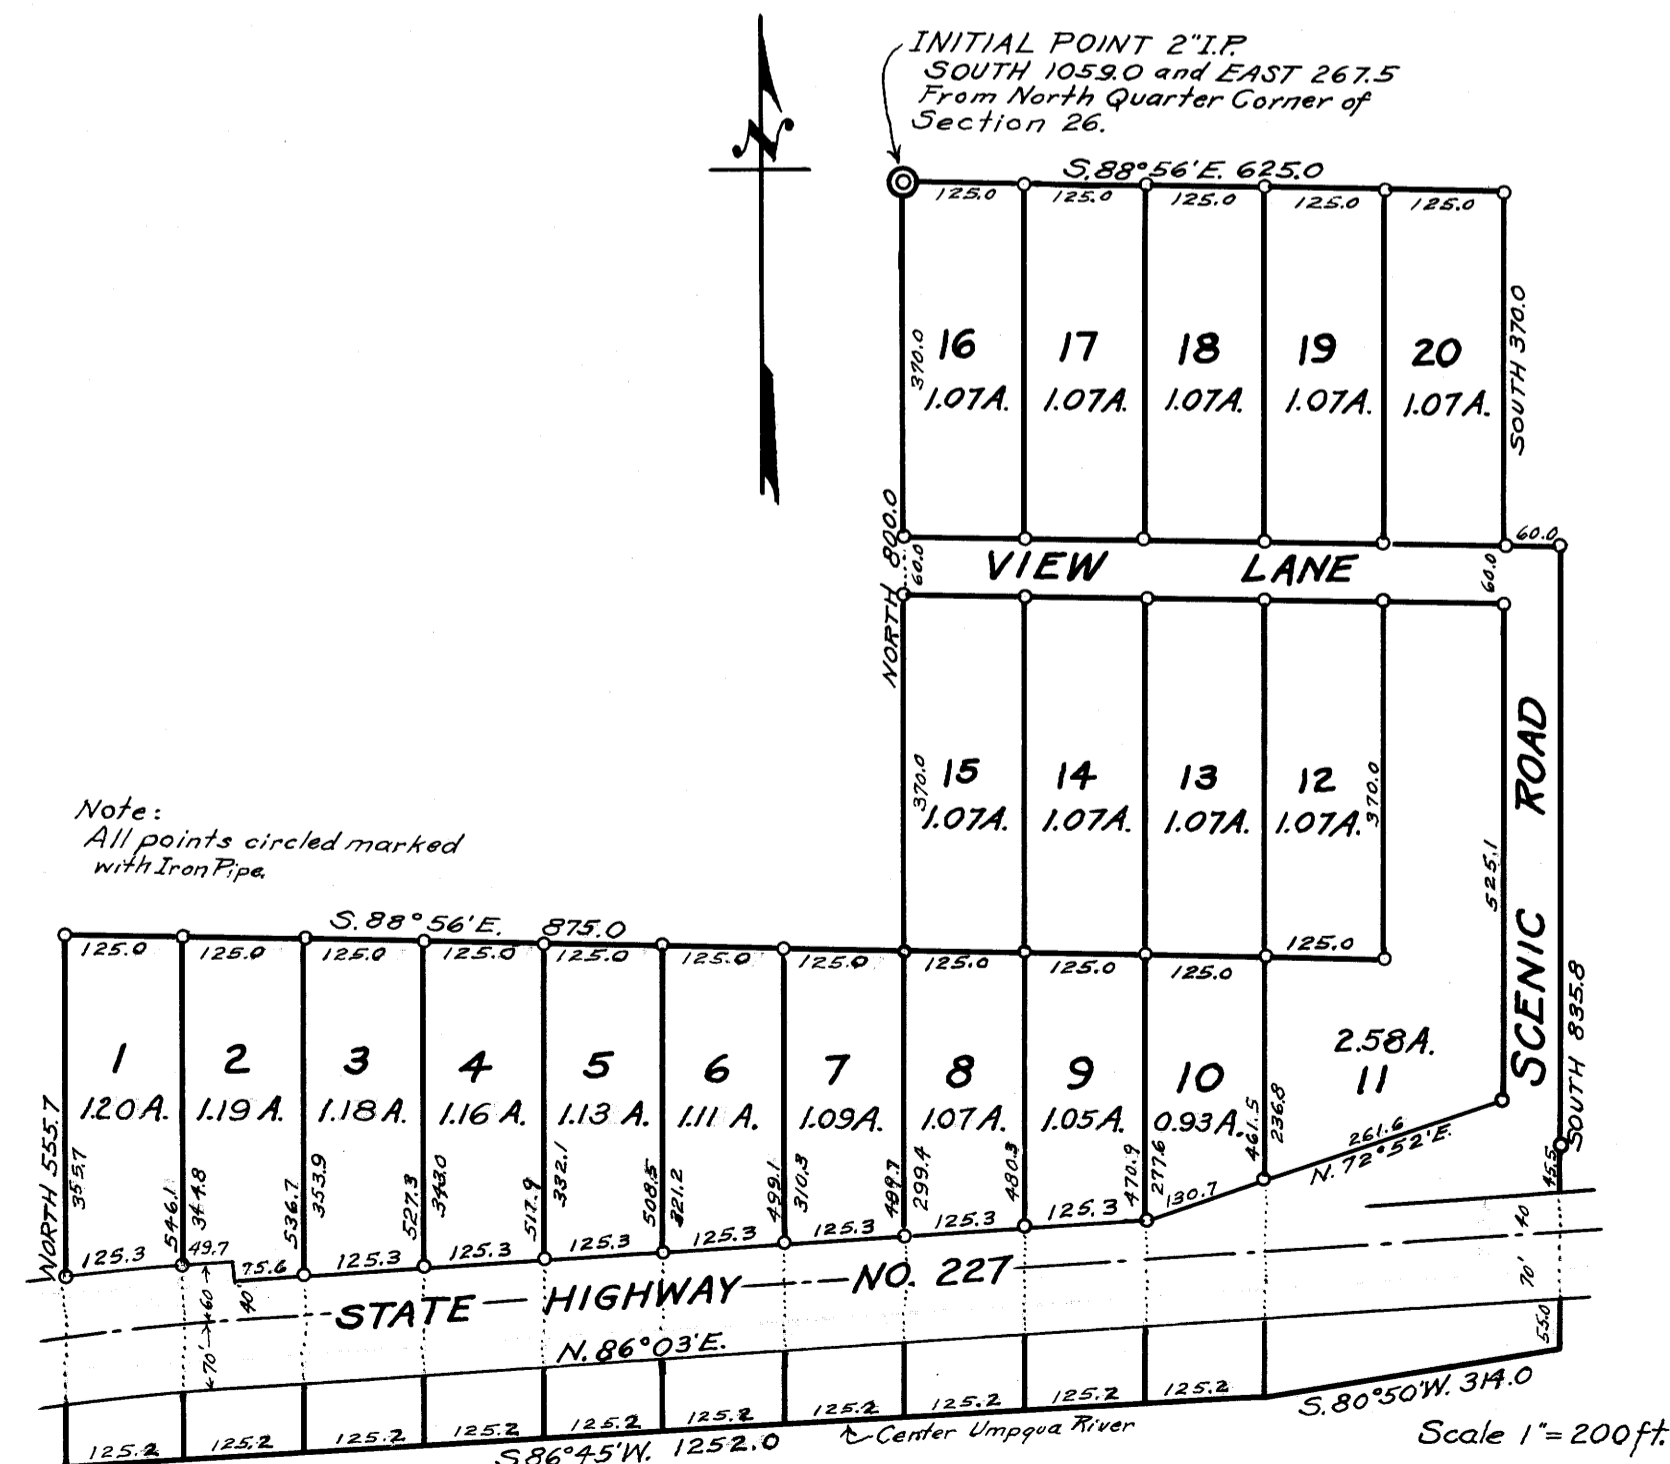 INITIAL POINT 2"I.P.
SOUTH 1059.0 and EAST 267.5
From North Quarter Corner of
Section 26.
N
S.88°56'E. 625.0
125.0 125.0 125.0 125.0 125.0
370.0
16 17 18 19 20
1.07A. 1.07A. 1.07A. 1.07A. 1.07A.
SOUTH 370.0
NORTH 800.0
60.0
VIEW LANE
60.0
60.0
370.0
15 14 13 12
1.07A. 1.07A. 1.07A. 1.07A.
370.0
525.1
SCENIC ROAD
SOUTH 835.8
Note:
All points circled marked
with Iron Pipe.
S.88°56'E. 875.0
125.0 125.0 125.0 125.0 125.0 125.0 125.0 125.0 125.0 125.0 125.0
1 2 3 4 5 6 7 8 9 10
1.20A. 1.19A. 1.18A. 1.16A. 1.13A. 1.11A. 1.09A. 1.07A. 1.05A. 0.93A.
2.58A.
11
NORTH 555.7
355.7
546.1
344.8
536.7
353.9
527.3
343.0
517.9
332.1
508.5
321.2
499.1
310.3
489.7
299.4
480.3
470.9
277.6
461.5
236.8
261.6
N.72°52'E.
45.5
125.3 49.7 75.6 125.3 125.3 125.3 125.3 125.3 125.3 125.3 130.7
60
40'
70'
STATE HIGHWAY NO. 227
40
70'
55.0
N.86°03'E.
125.2 125.2 125.2 125.2 125.2 125.2 125.2 125.2 125.2 125.2
S.86°45'W. 1252.0
Center Umpqua River
S.80°50'W. 314.0
Scale 1"=200ft.